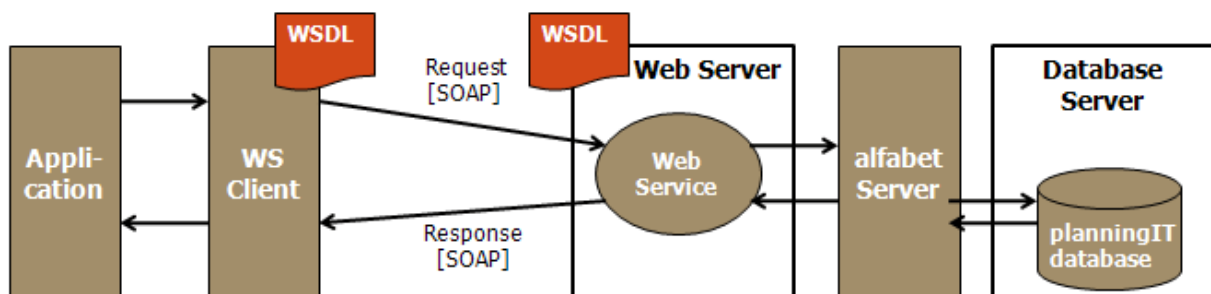 WSDL
WSDL
Request
[SOAP]
Web Server
Database
Server
Appli-
cation
WS
Client
Web
Service
alfabet
Server
Response
[SOAP]
planningIT
database